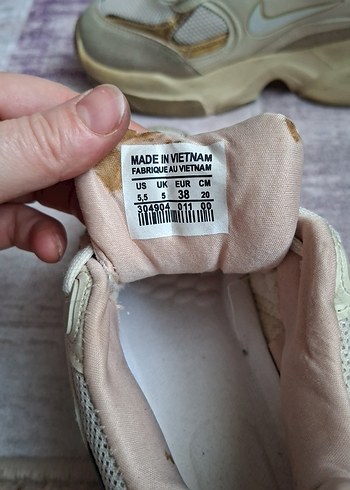 MADE IN VIETNAM
FABRIQUE AU VIETNAM
US UK EUR CM
5,5 5 38 20
304904 011 00